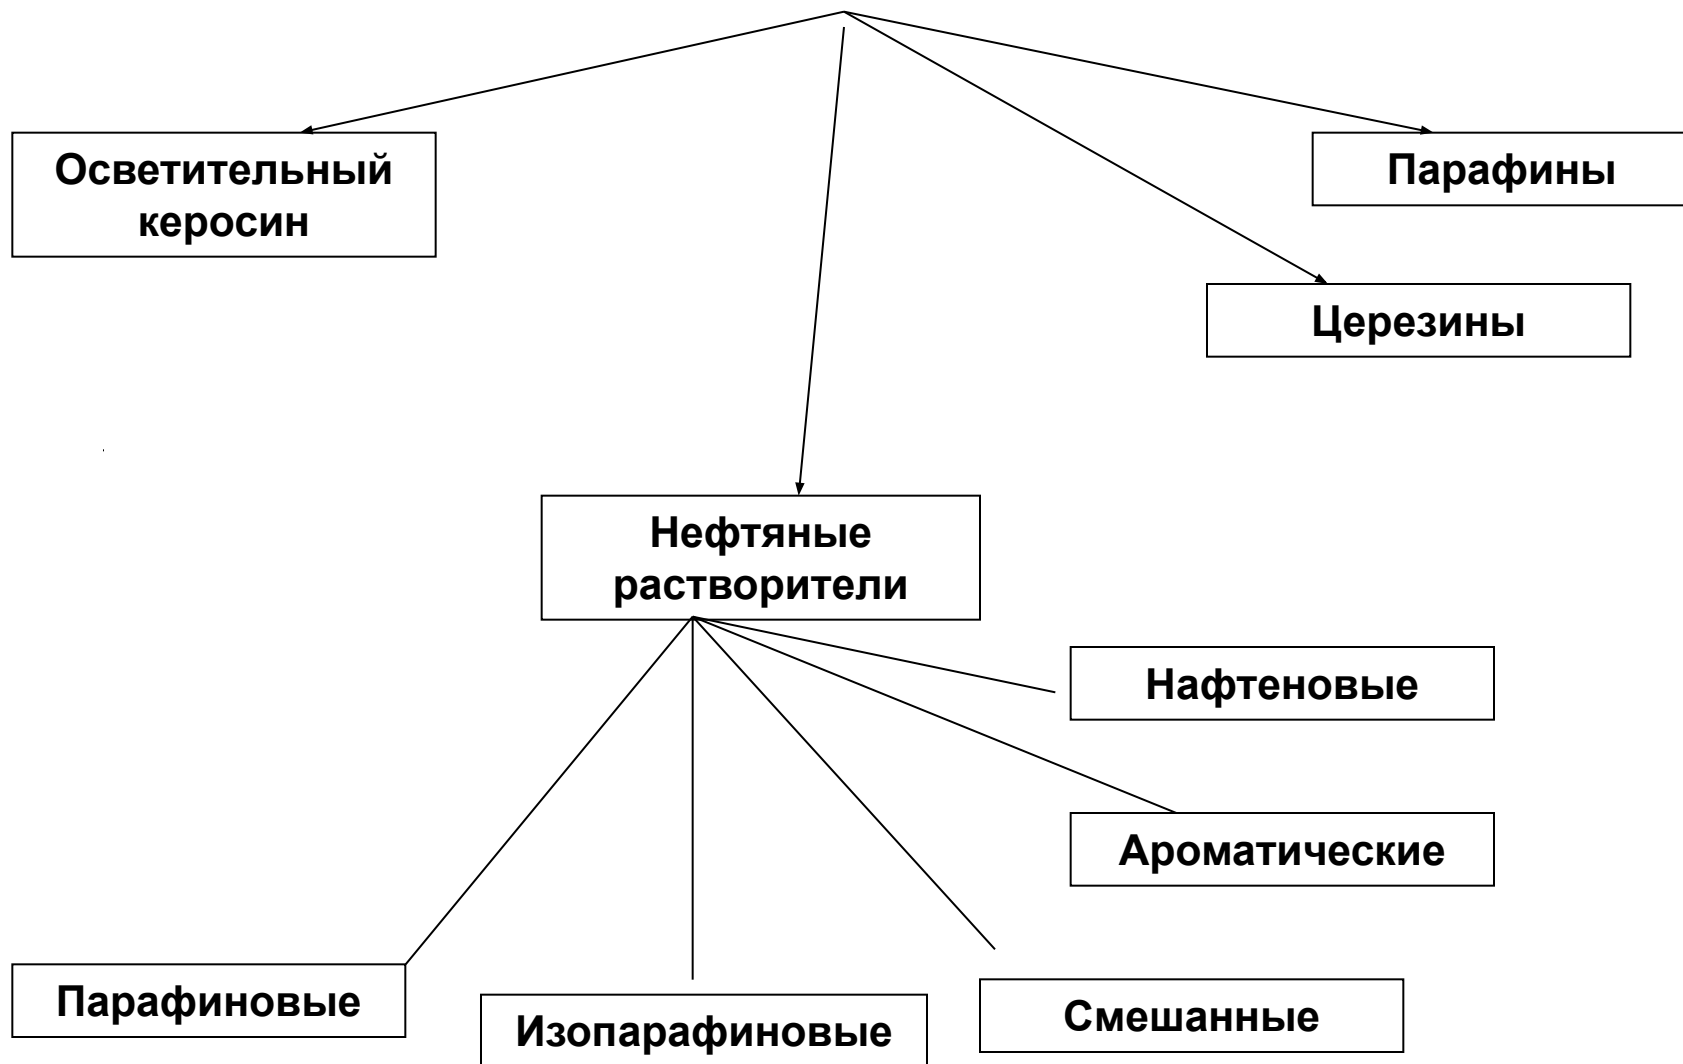 Осветительный
керосин
Парафины
Церезины
Нефтяные
растворители
Нафтеновые
Ароматические
Парафиновые
Изопарафиновые
Смешанные